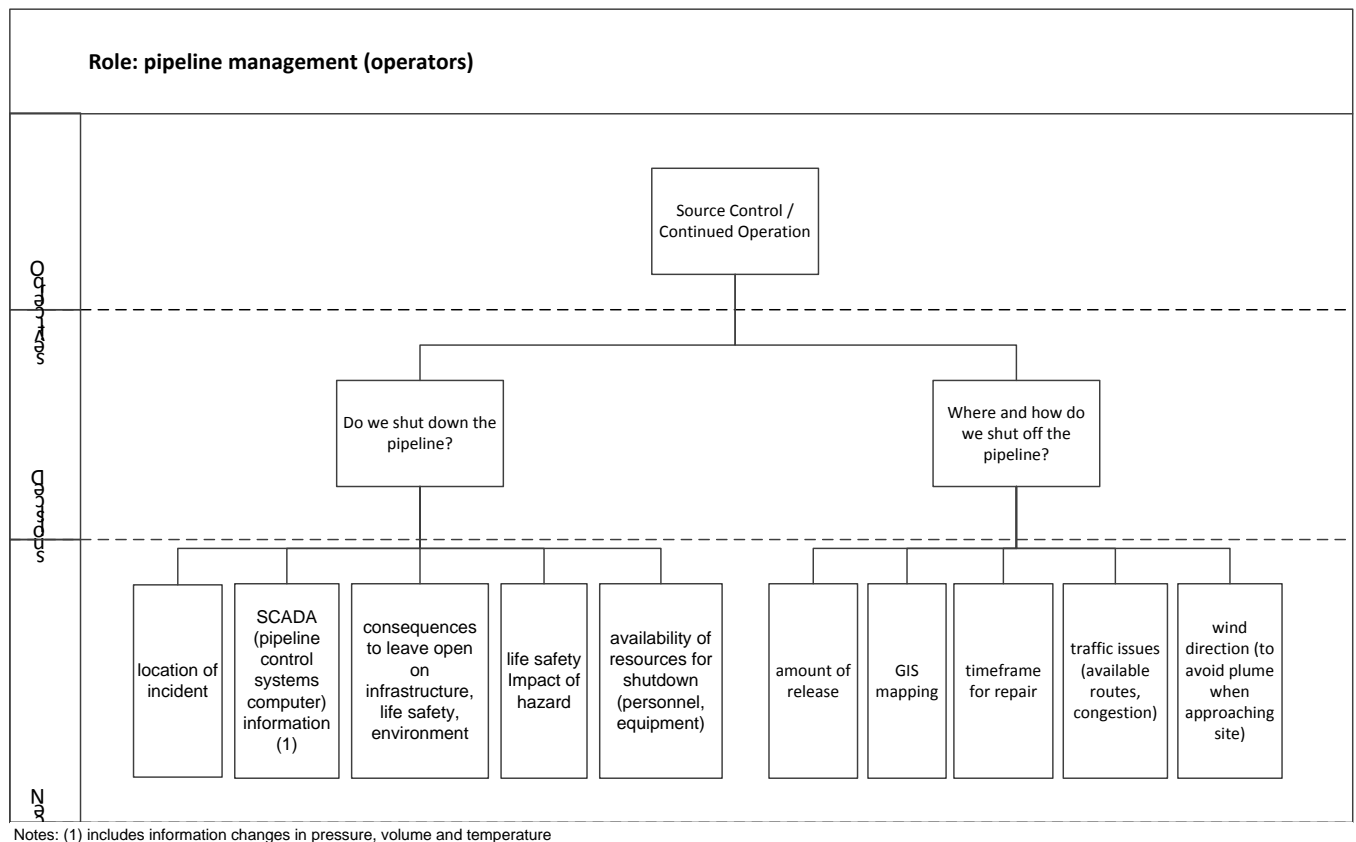 Role: pipeline management (operators)
Objectives
Source Control /
Continued Operation
Decisions
Do we shut down the
pipeline?
Where and how do
we shut off the
pipeline?
location of
incident
SCADA
(pipeline
control
systems
computer)
information
(1)
consequences
to leave open
on
infrastructure,
life safety,
environment
life safety
Impact of
hazard
availability of
resources for
shutdown
(personnel,
equipment)
amount of
release
GIS
mapping
timeframe
for repair
traffic issues
(available
routes,
congestion)
wind
direction (to
avoid plume
when
approaching
site)
Notes: (1) includes information changes in pressure, volume and temperature